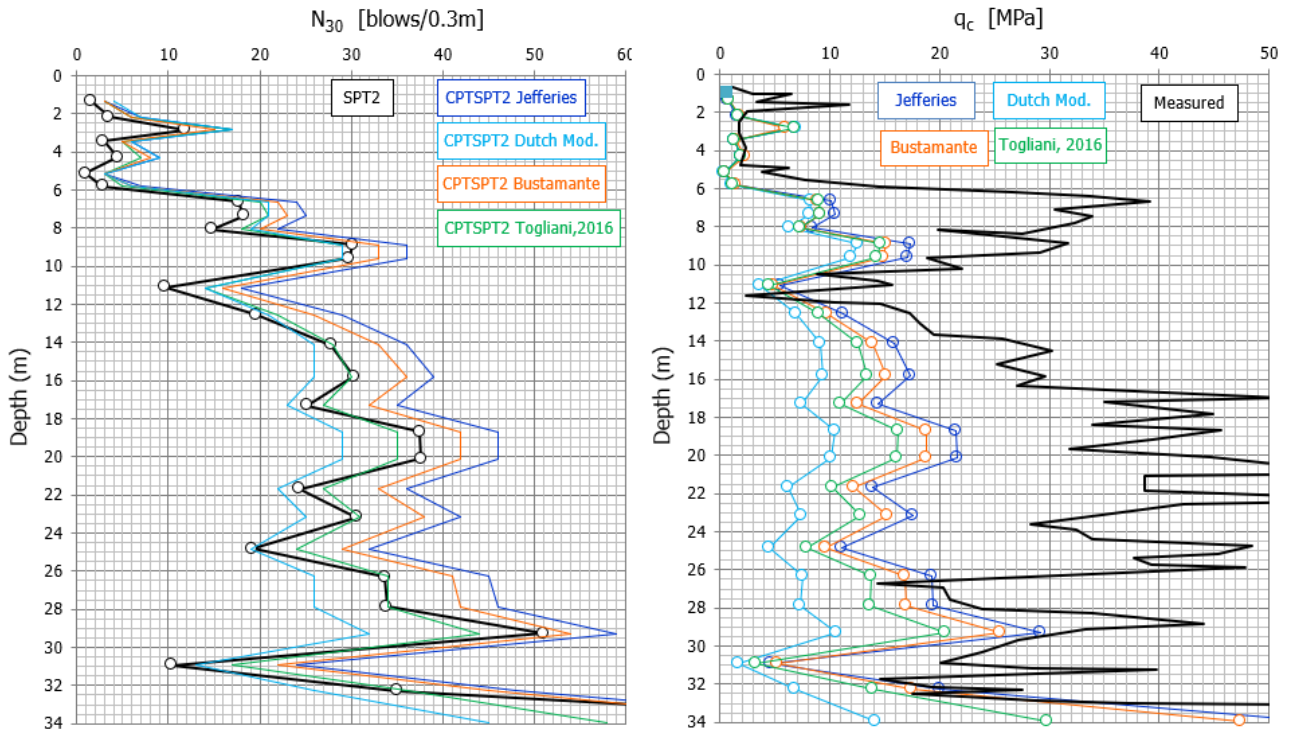 N30 [blows/0.3m]
0 10 20 30 40 50 60
0
2
4
6
8
10
12
14
16
18
20
22
24
26
28
30
32
34
Depth (m)
SPT2
CPTSPT2 Jefferies
CPTSPT2 Dutch Mod.
CPTSPT2 Bustamante
CPTSPT2 Togliani,2016
qc [MPa]
0 10 20 30 40 50
0
2
4
6
8
10
12
14
16
18
20
22
24
26
28
30
32
34
Depth (m)
Jefferies
Dutch Mod.
Measured
Bustamante
Togliani, 2016